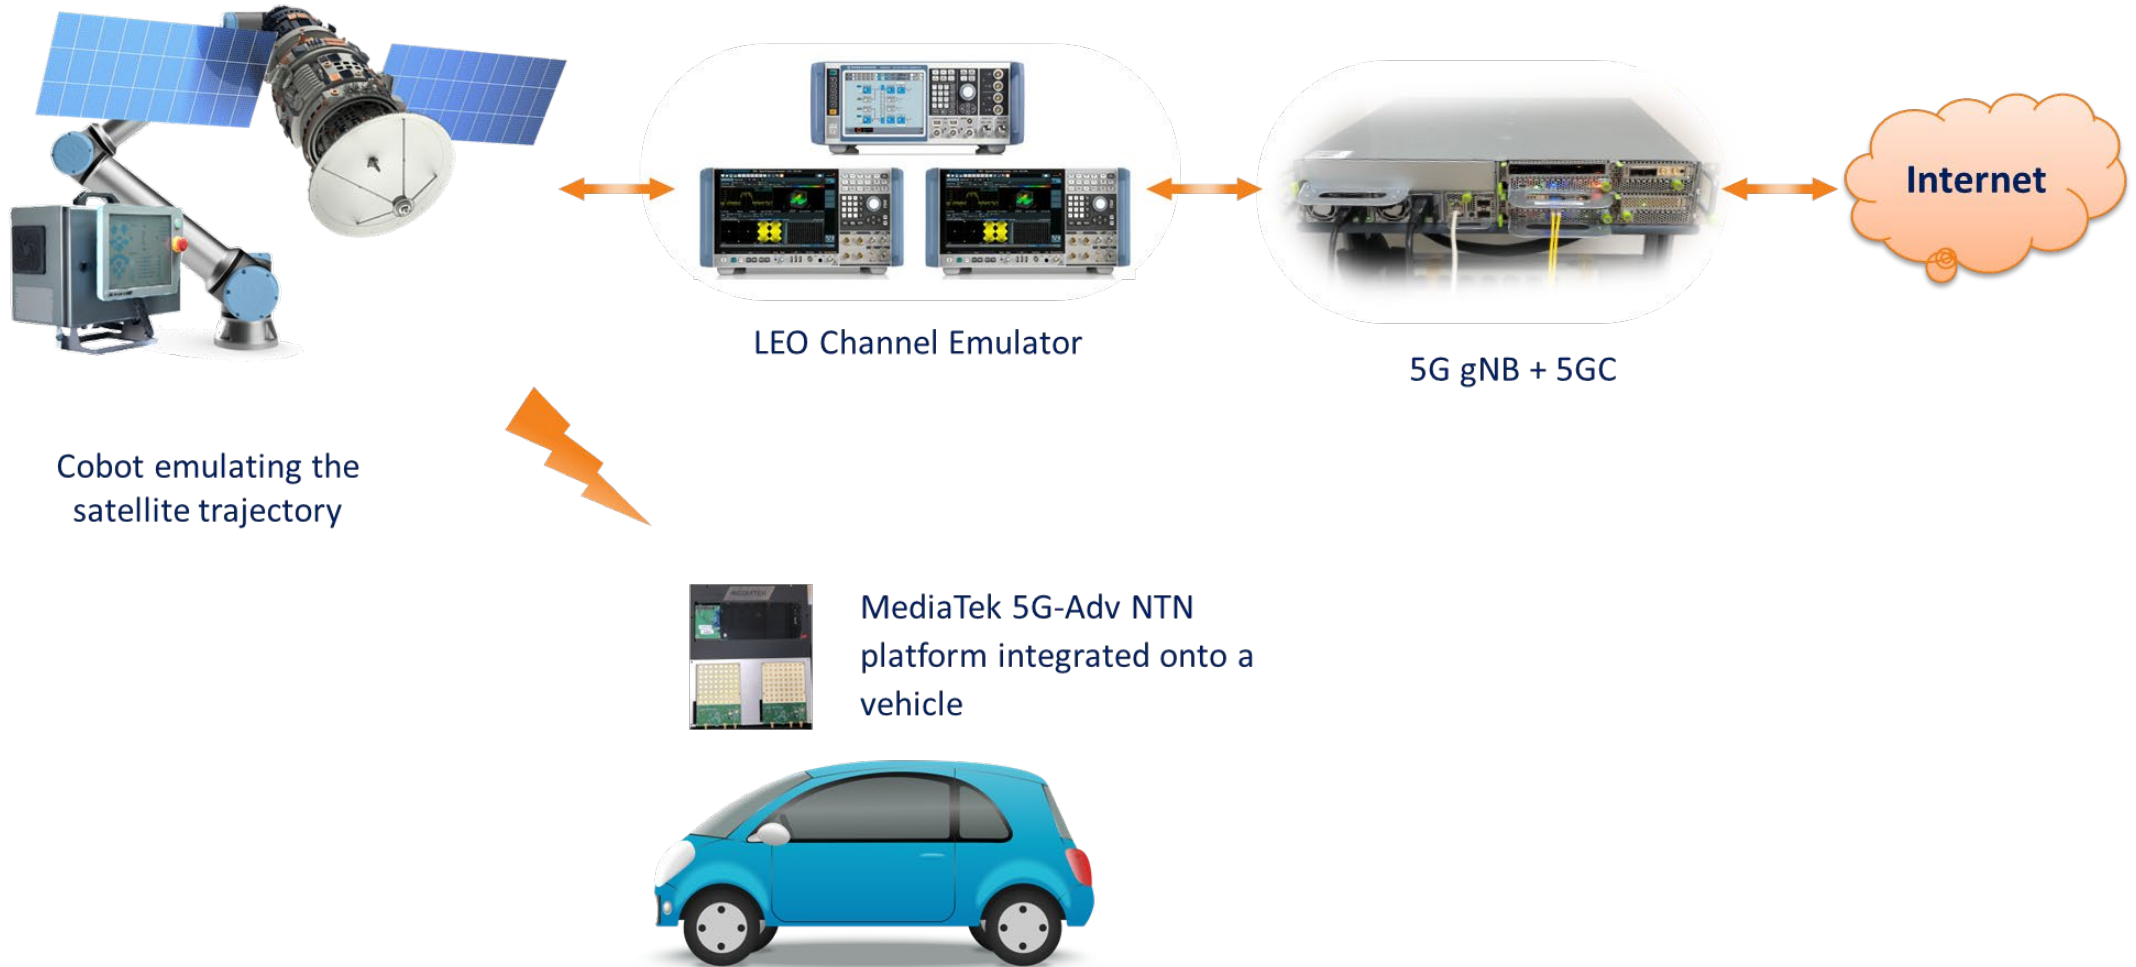 Internet
LEO Channel Emulator
5G gNB + 5GC
Cobot emulating the
satellite trajectory
MEDIATEK
MediaTek 5G-Adv NTN
platform integrated onto a
vehicle